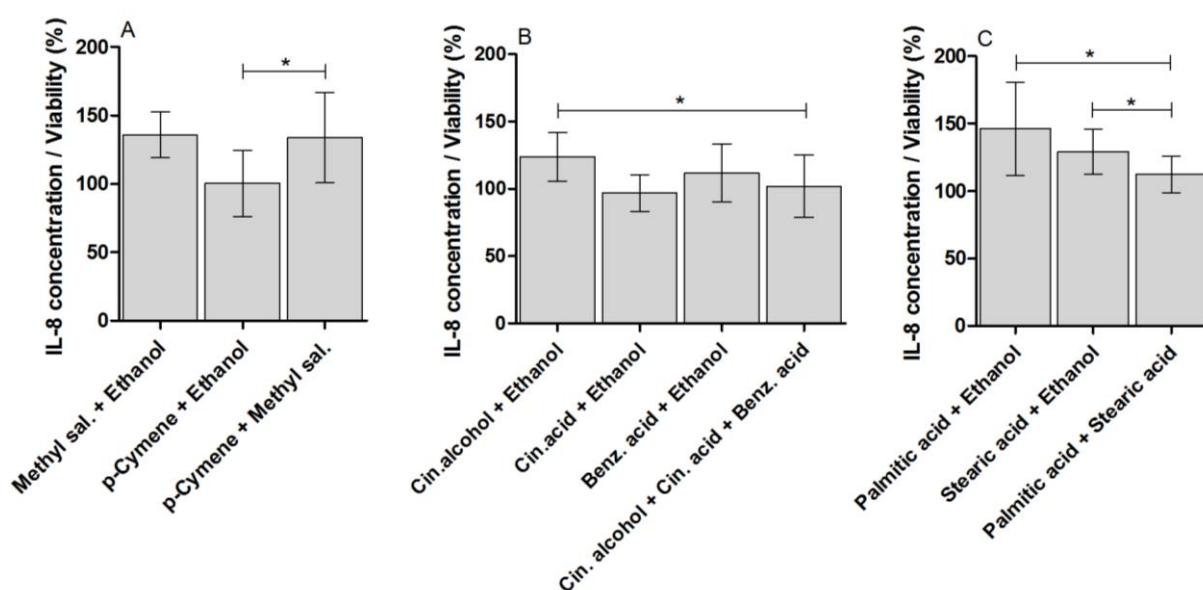 A
IL-8 concentration / Viability (%)
200
150
100
50
0
*
Methyl sal. + Ethanol
p-Cymene + Ethanol
p-Cymene + Methyl sal.
B
IL-8 concentration / Viability (%)
200
150
100
50
0
*
Cin.alcohol + Ethanol
Cin.acid + Ethanol
Benz. acid + Ethanol
Cin. alcohol + Cin. acid + Benz. acid
C
IL-8 concentration / Viability (%)
200
150
100
50
0
*
*
Palmitic acid + Ethanol
Stearic acid + Ethanol
Palmitic acid + Stearic acid